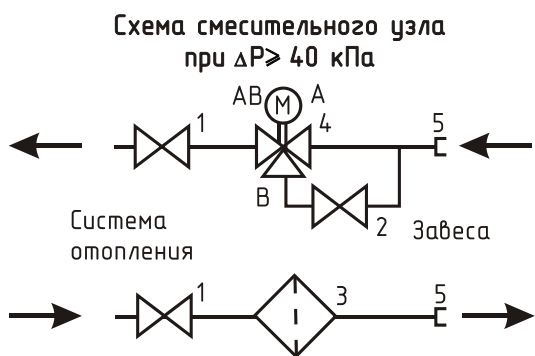 Схема смесительного узла
при ΔP⩾ 40 кПа
AB M A
1 4 5
B 2
Система
отопления
Завеса
1 3 5